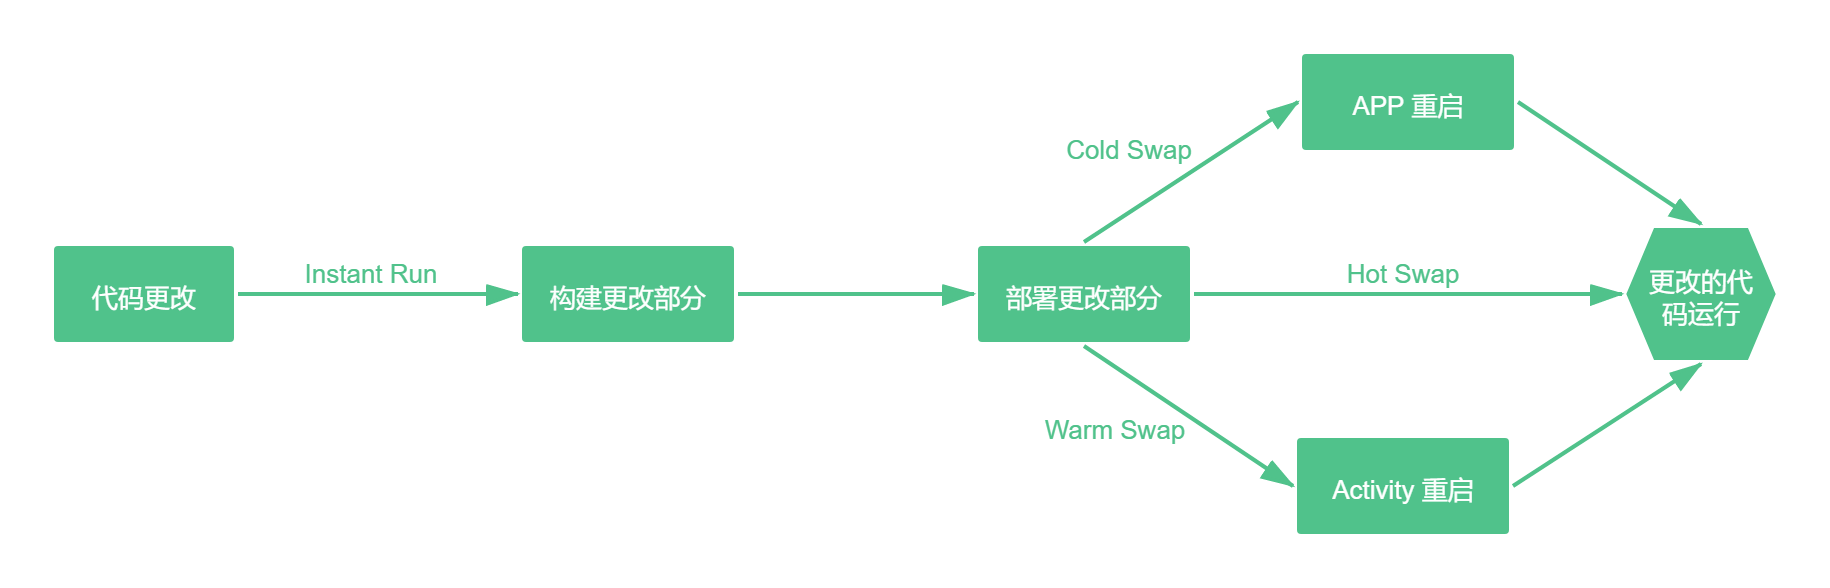 代码更改
Instant Run
构建更改部分
部署更改部分
Cold Swap
APP 重启
Hot Swap
Warm Swap
Activity 重启
更改的代
码运行